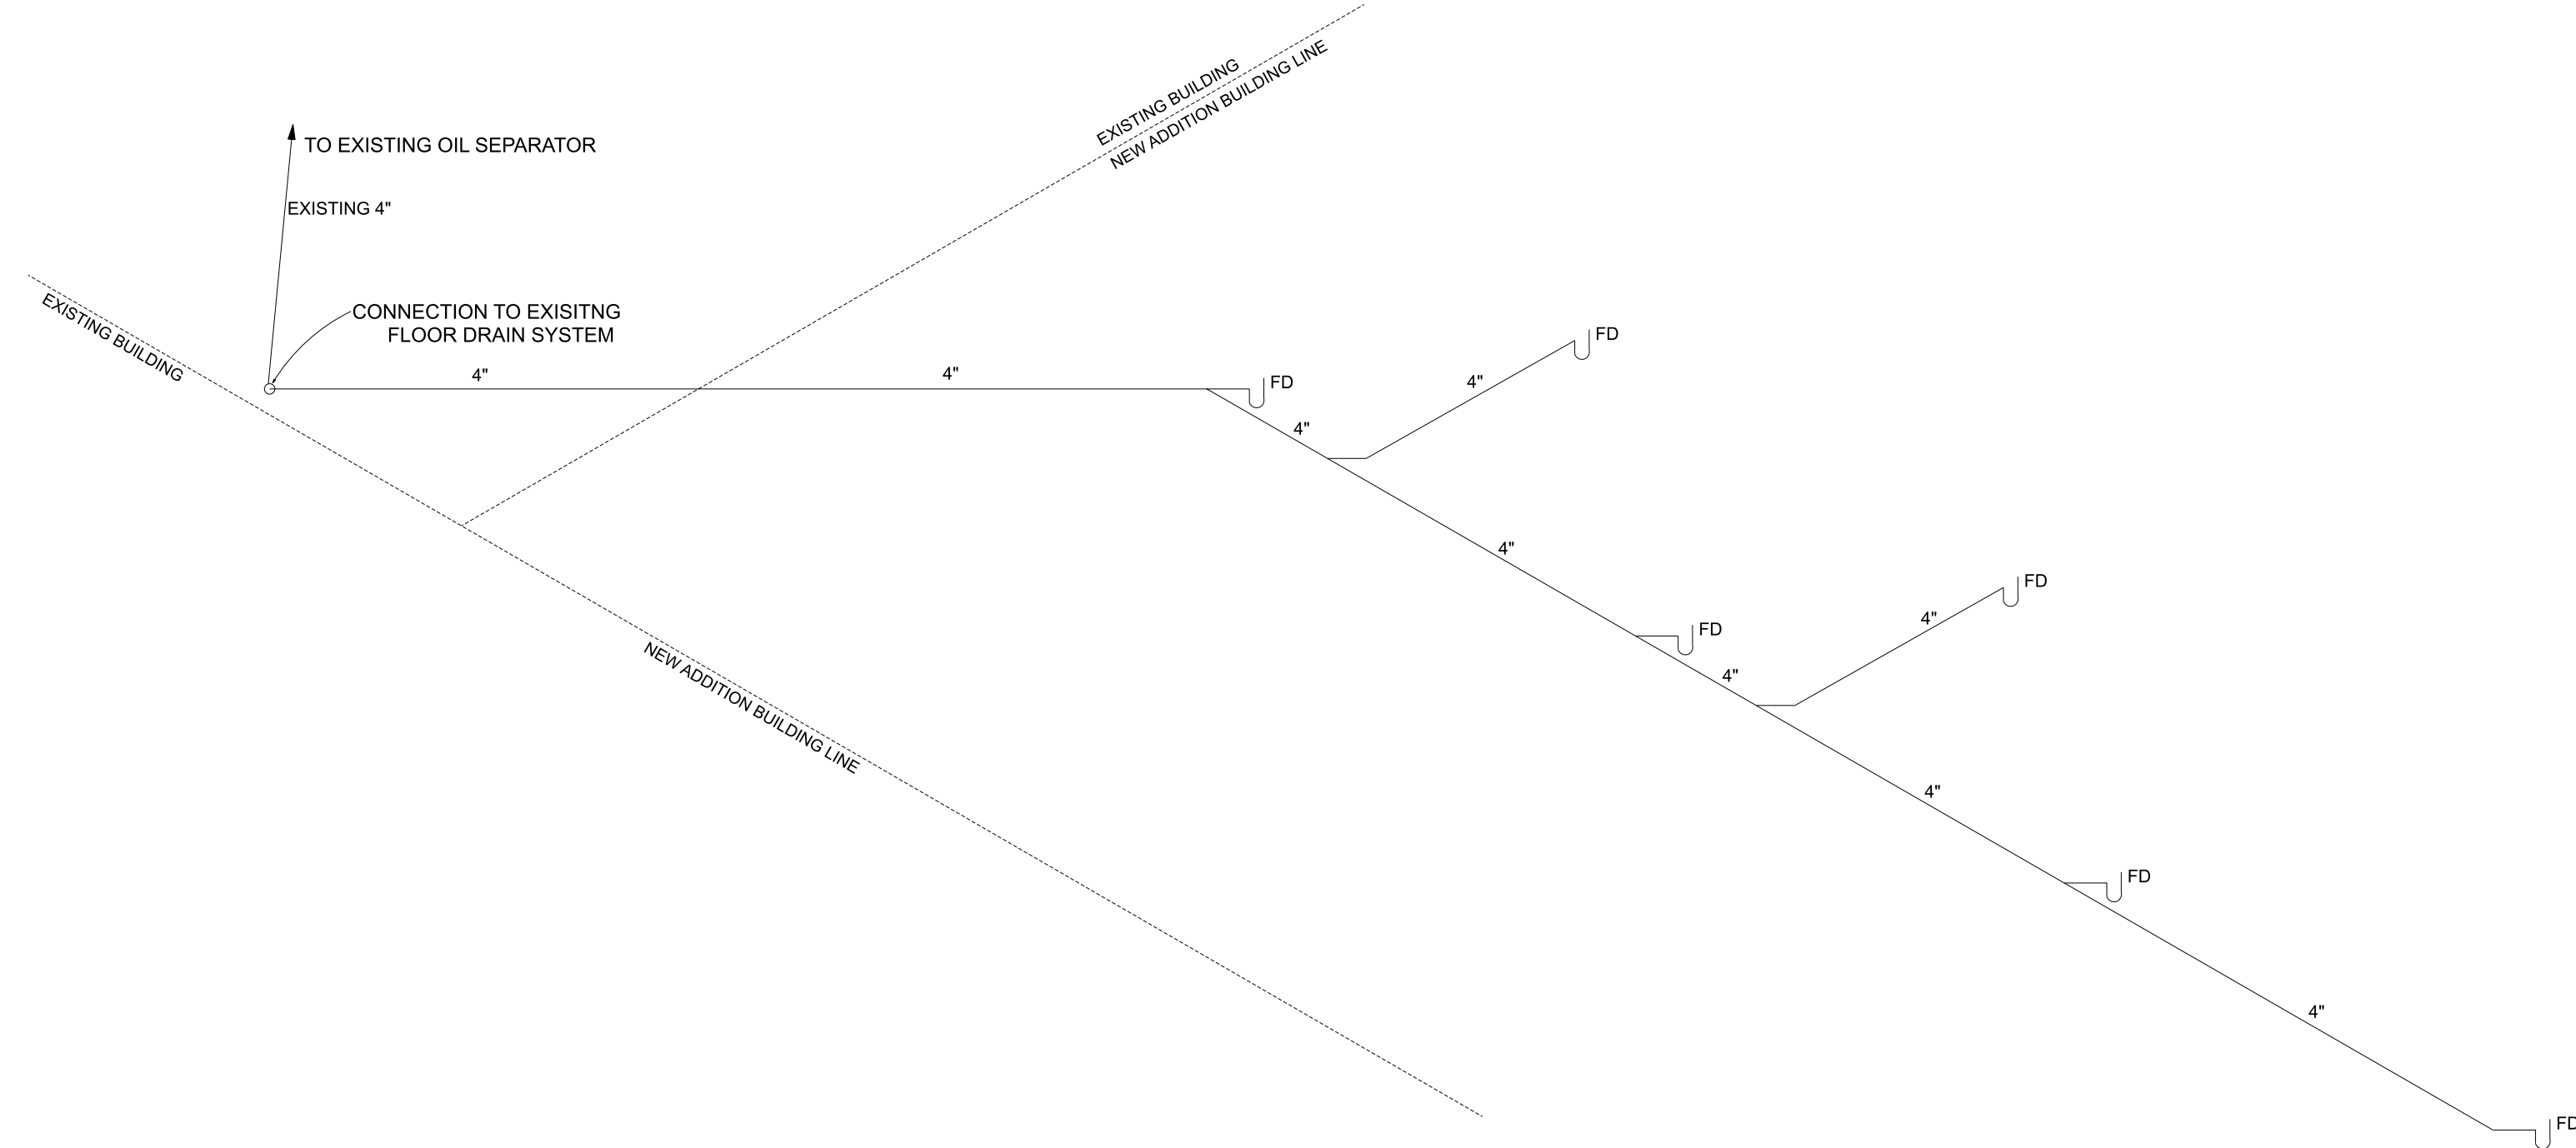 EXISTING BUILDING
NEW ADDITION BUILDING LINE
TO EXISTING OIL SEPARATOR
EXISTING 4"
EXISTING BUILDING
CONNECTION TO EXISITNG
FLOOR DRAIN SYSTEM
4"
4"
FD
FD
4"
4"
4"
FD
4"
FD
4"
NEW ADDITION BUILDING LINE
4"
FD
4"
FD